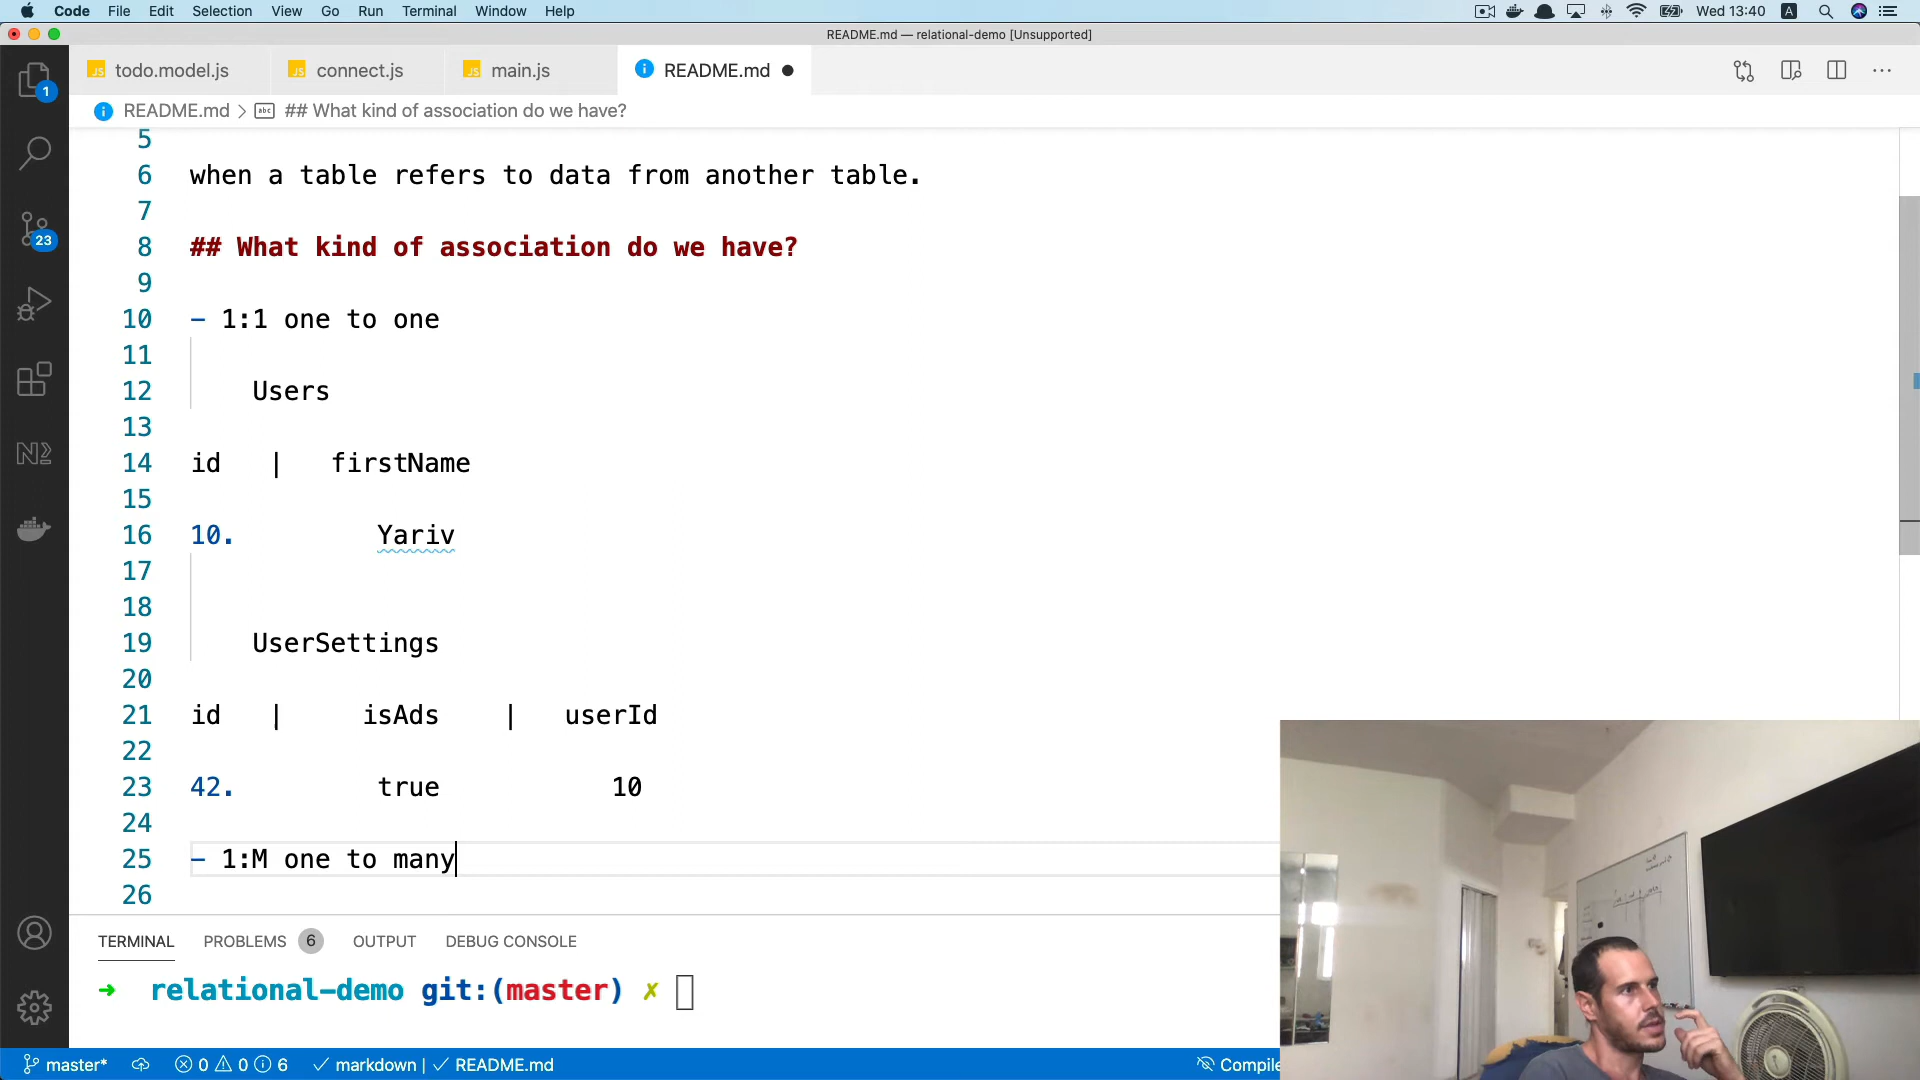 Code File Edit Selection View Go Run Terminal Window Help
Wed 13:40 A
README.md — relational-demo [Unsupported]
JS todo.model.js JS connect.js JS main.js README.md
README.md > abc ## What kind of association do we have?
1
23
5
6 when a table refers to data from another table.
7
8 ## What kind of association do we have?
9
10 - 1:1 one to one
11
12 Users
13
14 id | firstName
15
16 10. Yariv
17
18
19 UserSettings
20
21 id | isAds | userId
22
23 42. true 10
24
25 - 1:M one to many
26
TERMINAL PROBLEMS 6 OUTPUT DEBUG CONSOLE
➜ relational-demo git:(master) ✗
master* 0 0 6 ✓ markdown | ✓ README.md Compile